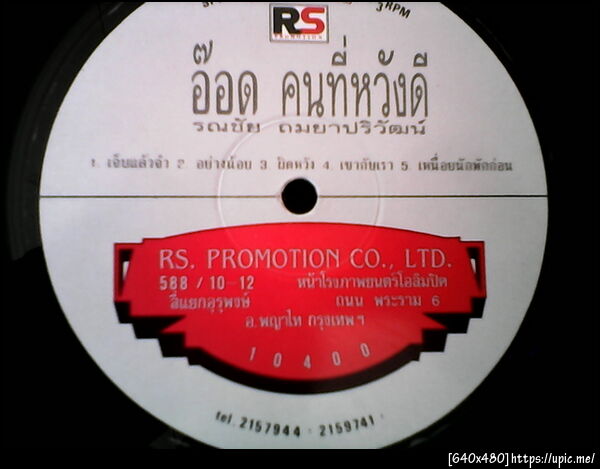 3 RPM
RS
PROMOTION
อ๊อด คนที่หวังดี
รณชัย ถมยาปริวัฒน์
1. เจ็บแล้วจำ 2. อย่างน้อย 3. ปิดหวัง 4. เขากับเรา 5. เหนื่อยนักพักก่อน
RS. PROMOTION CO., LTD.
588 / 10-12 หน้าโรงภาพยนตร์โอลิมปิค
สี่แยกอุรุพงษ์ ถนน พระราม 6
อ.พญาไท กรุงเทพฯ
10400
tel. 2157944 - 2159741
[640x480]https://upic.me/